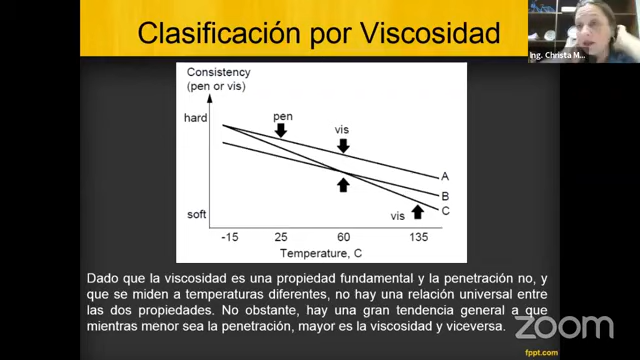 Clasificación por Viscosidad
Ing. Christa M...
Consistency
(pen or vis)
hard
pen
vis
A
B
C
vis
soft
-15
25
60
135
Temperature, C
Dado que la viscosidad es una propiedad fundamental y la penetración no, y
que se miden a temperaturas diferentes, no hay una relación universal entre
las dos propiedades. No obstante, hay una gran tendencia general a que
mientras menor sea la penetración, mayor es la viscosidad y viceversa.
zoom
fppt.com